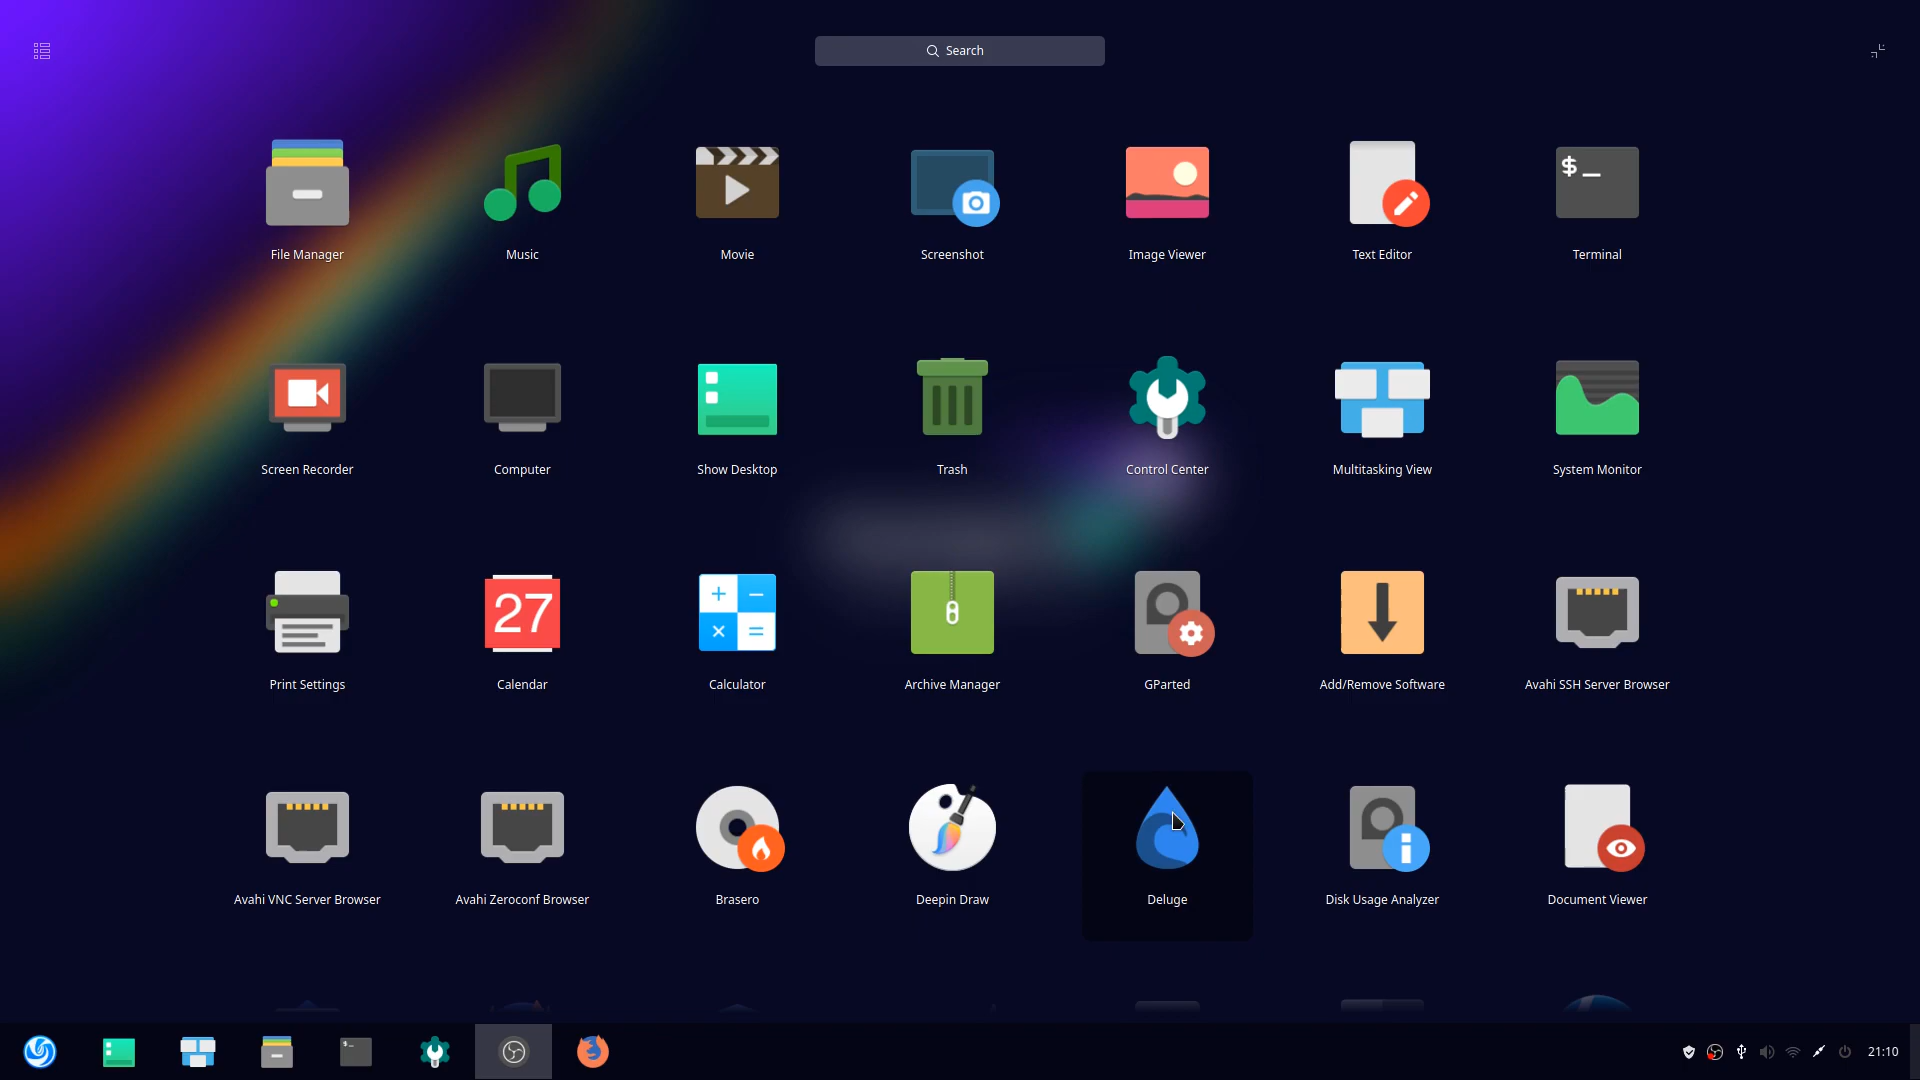 Search
File Manager
Music
Movie
Screenshot
Image Viewer
Text Editor
$_
Terminal
Screen Recorder
Computer
Show Desktop
Trash
Control Center
Multitasking View
System Monitor
Print Settings
27
Calendar
+ −
× =
Calculator
Archive Manager
GParted
Add/Remove Software
Avahi SSH Server Browser
Avahi VNC Server Browser
Avahi Zeroconf Browser
Brasero
Deepin Draw
Deluge
Disk Usage Analyzer
Document Viewer
$_
21:10